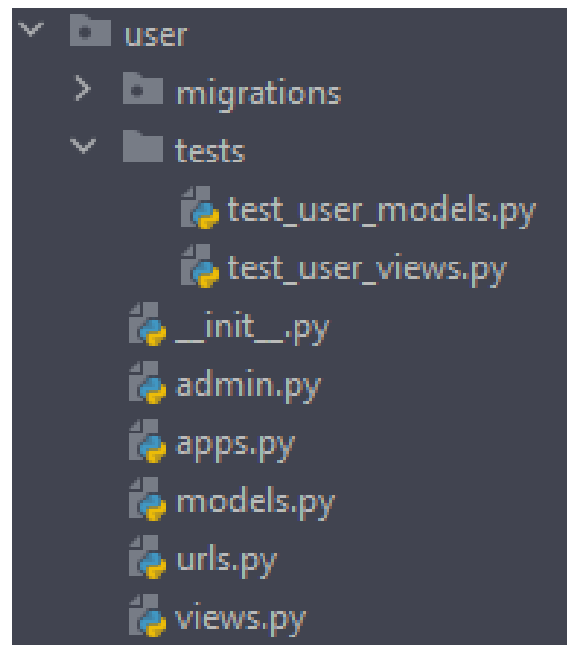 user
migrations
tests
test_user_models.py
test_user_views.py
__init__.py
admin.py
apps.py
models.py
urls.py
views.py